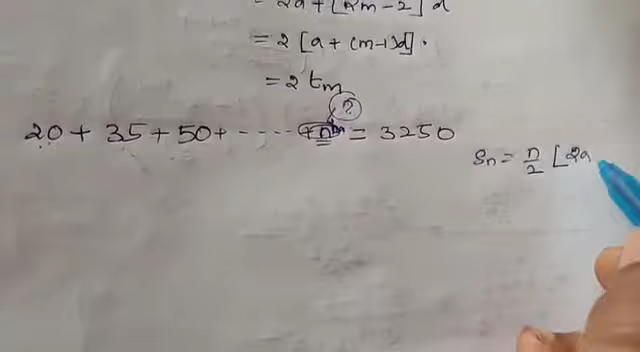 = 2a + [2m - 2] d
= 2 [a + (m-1)d].
= 2 tm
?
20 + 35 + 50 + ---- + n = 3250
Sn = n/2 [2a